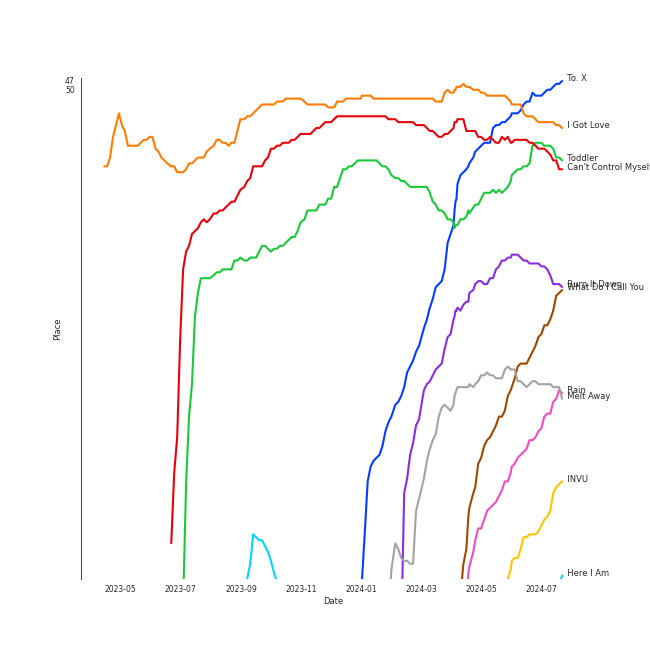 47
50
To. X
I Got Love
Toddler
Can't Control Mysel
Burn It Down
What Do I Call You
Rain
Melt Away
INVU
Here I Am
Place
2023-05
2023-07
2023-09
2023-11
2024-01
2024-03
2024-05
2024-07
Date